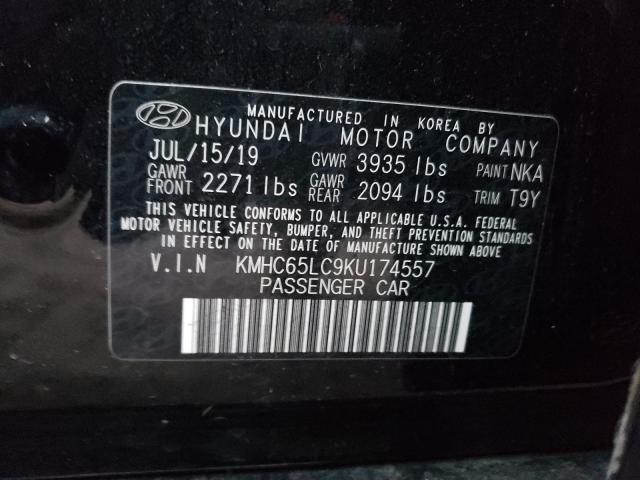 MANUFACTURED IN KOREA BY
HYUNDAI MOTOR COMPANY
JUL/15/19 GVWR 3935 lbs PAINT NKA
GAWR FRONT 2271 lbs GAWR REAR 2094 lbs TRIM T9Y
THIS VEHICLE CONFORMS TO ALL APPLICABLE U.S.A. FEDERAL
MOTOR VEHICLE SAFETY, BUMPER, AND THEFT PREVENTION STANDARDS
IN EFFECT ON THE DATE OF MANUFACTURE SHOWN ABOVE
V.I.N KMHC65LC9KU174557
PASSENGER CAR